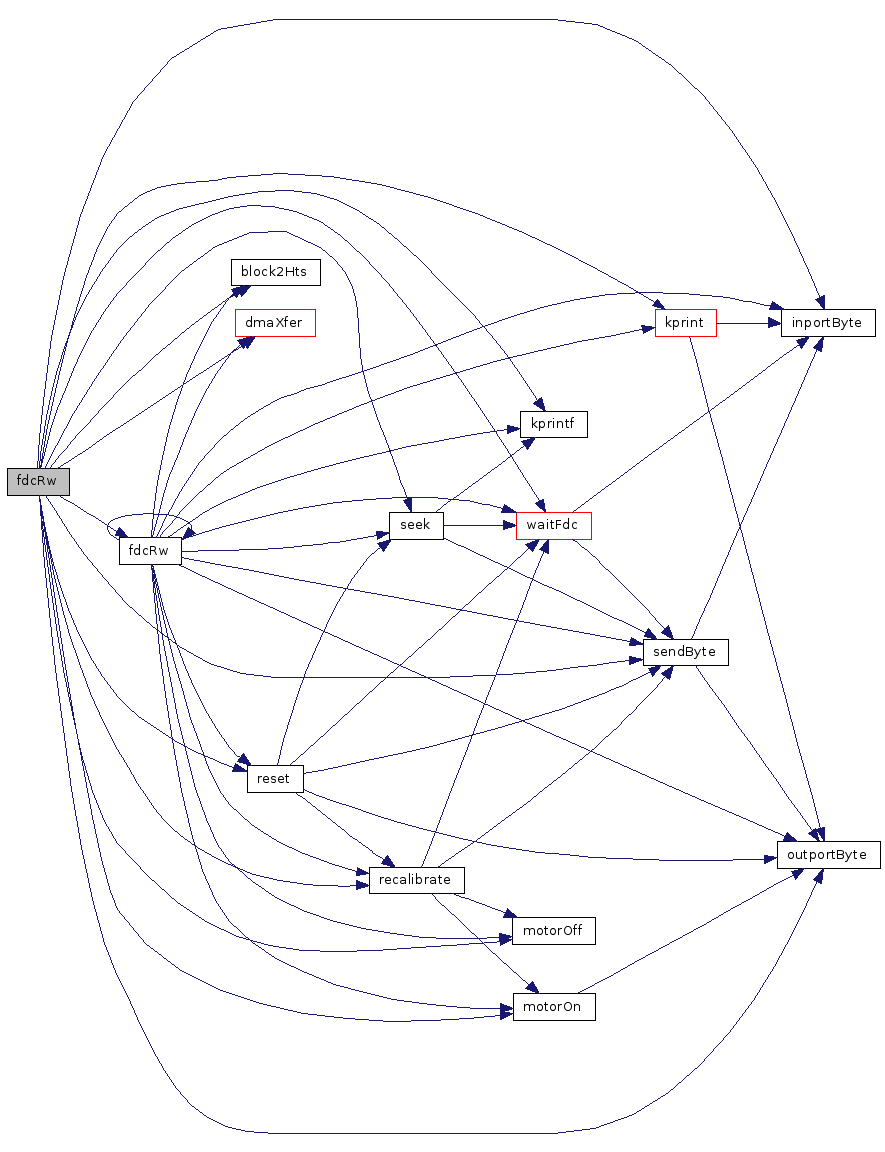 block2Hts
dmaXfer
kprint
inportByte
kprintf
fdcRw
seek
waitFdc
fdcRw
sendByte
reset
outportByte
recalibrate
motorOff
motorOn